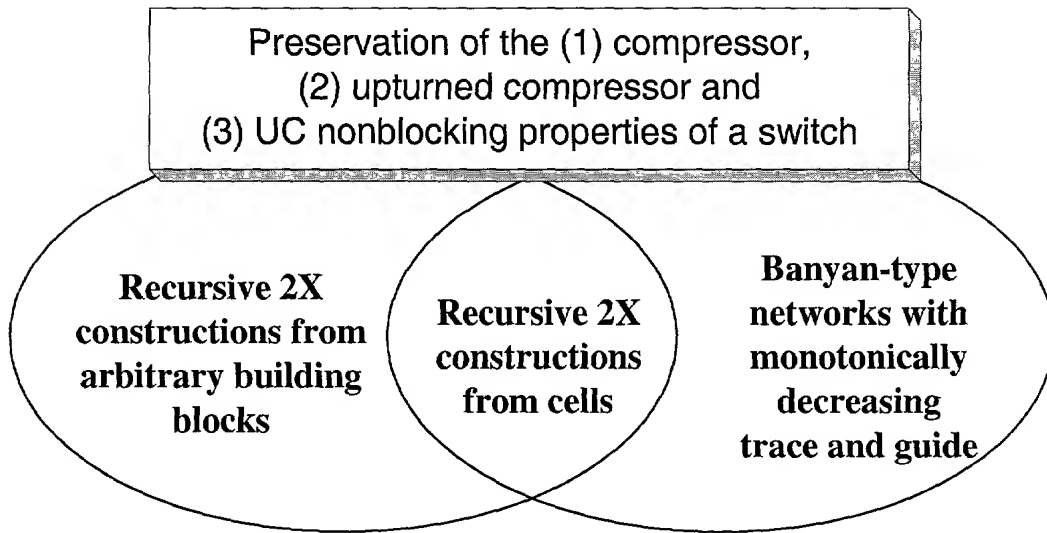 Preservation of the (1) compressor,
(2) upturned compressor and
(3) UC nonblocking properties of a switch
Recursive 2X
constructions from
arbitrary building
blocks
Recursive 2X
constructions
from cells
Banyan-type
networks with
monotonically
decreasing
trace and guide